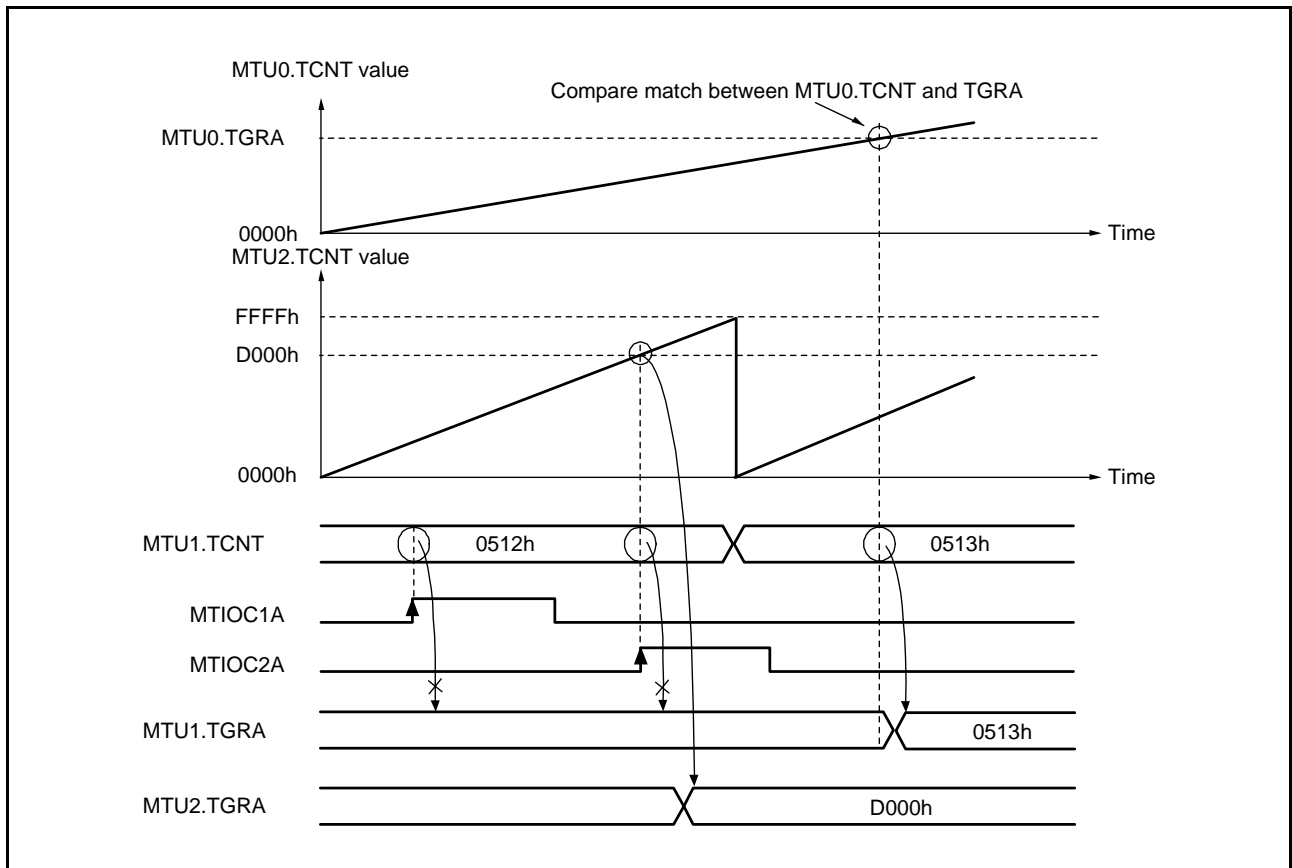 MTU0.TCNT value
Compare match between MTU0.TCNT and TGRA
MTU0.TGRA
0000h
Time
MTU2.TCNT value
FFFFh
D000h
0000h
Time
MTU1.TCNT
0512h
0513h
MTIOC1A
MTIOC2A
MTU1.TGRA
0513h
MTU2.TGRA
D000h